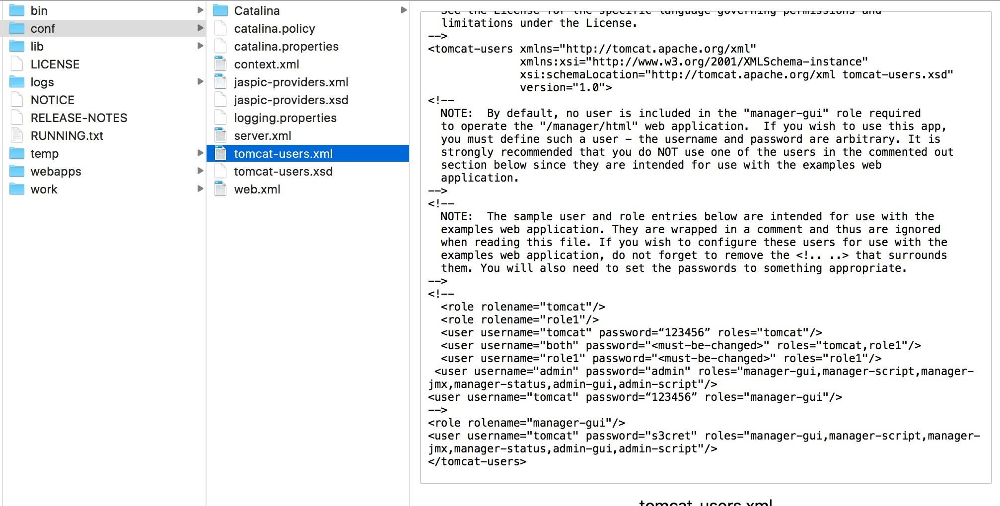 bin
conf
lib
LICENSE
logs
NOTICE
RELEASE-NOTES
RUNNING.txt
temp
webapps
work
Catalina
catalina.policy
catalina.properties
context.xml
jaspic-providers.xml
jaspic-providers.xsd
logging.properties
server.xml
tomcat-users.xml
tomcat-users.xsd
web.xml
See the License for the specific language governing permissions and
limitations under the License.
-->
<tomcat-users xmlns="http://tomcat.apache.org/xml"
xmlns:xsi="http://www.w3.org/2001/XMLSchema-instance"
xsi:schemaLocation="http://tomcat.apache.org/xml tomcat-users.xsd"
version="1.0">
<!--
NOTE:  By default, no user is included in the "manager-gui" role required
to operate the "/manager/html" web application.  If you wish to use this app,
you must define such a user - the username and password are arbitrary. It is
strongly recommended that you do NOT use one of the users in the commented out
section below since they are intended for use with the examples web
application.
-->
<!--
NOTE:  The sample user and role entries below are intended for use with the
examples web application. They are wrapped in a comment and thus are ignored
when reading this file. If you wish to configure these users for use with the
examples web application, do not forget to remove the <!.. ..> that surrounds
them. You will also need to set the passwords to something appropriate.
-->
<!--
<role rolename="tomcat"/>
<role rolename="role1"/>
<user username="tomcat" password=“123456” roles="tomcat"/>
<user username="both" password="<must-be-changed>" roles="tomcat,role1"/>
<user username="role1" password="<must-be-changed>" roles="role1"/>
<user username="admin" password="admin" roles="manager-gui,manager-script,manager-
jmx,manager-status,admin-gui,admin-script"/>
<user username="tomcat" password=“123456” roles="manager-gui"/>
-->
<role rolename="manager-gui"/>
<user username="tomcat" password="s3cret" roles="manager-gui,manager-script,manager-
jmx,manager-status,admin-gui,admin-script"/>
</tomcat-users>
tomcat-users.xml